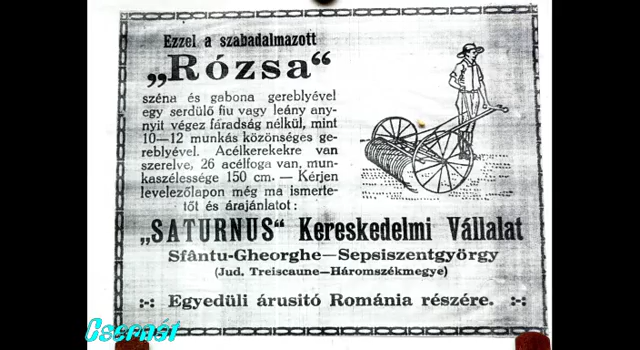 Ezzel a szabadalmazott
„Rózsa“
széna és gabona gereblyével
egy serdülő fiu vagy leány any-
nyit végez fáradság nélkül, mint
10—12 munkás közönséges ge-
reblyével. Acélkerekekre van
szerelve, 26 acélfoga van, mun-
kaszélessége 150 cm. — Kérjen
levelezőlapon még ma ismerte-
tőt és árajánlatot :
„SATURNUS“ Kereskedelmi Vállalat
Sfântu-Gheorghe—Sepsiszentgyörgy
(Jud. Treiscaune—Háromszékmegye)
:-: Egyedüli árusitó Románia részére. :-:
Csernát